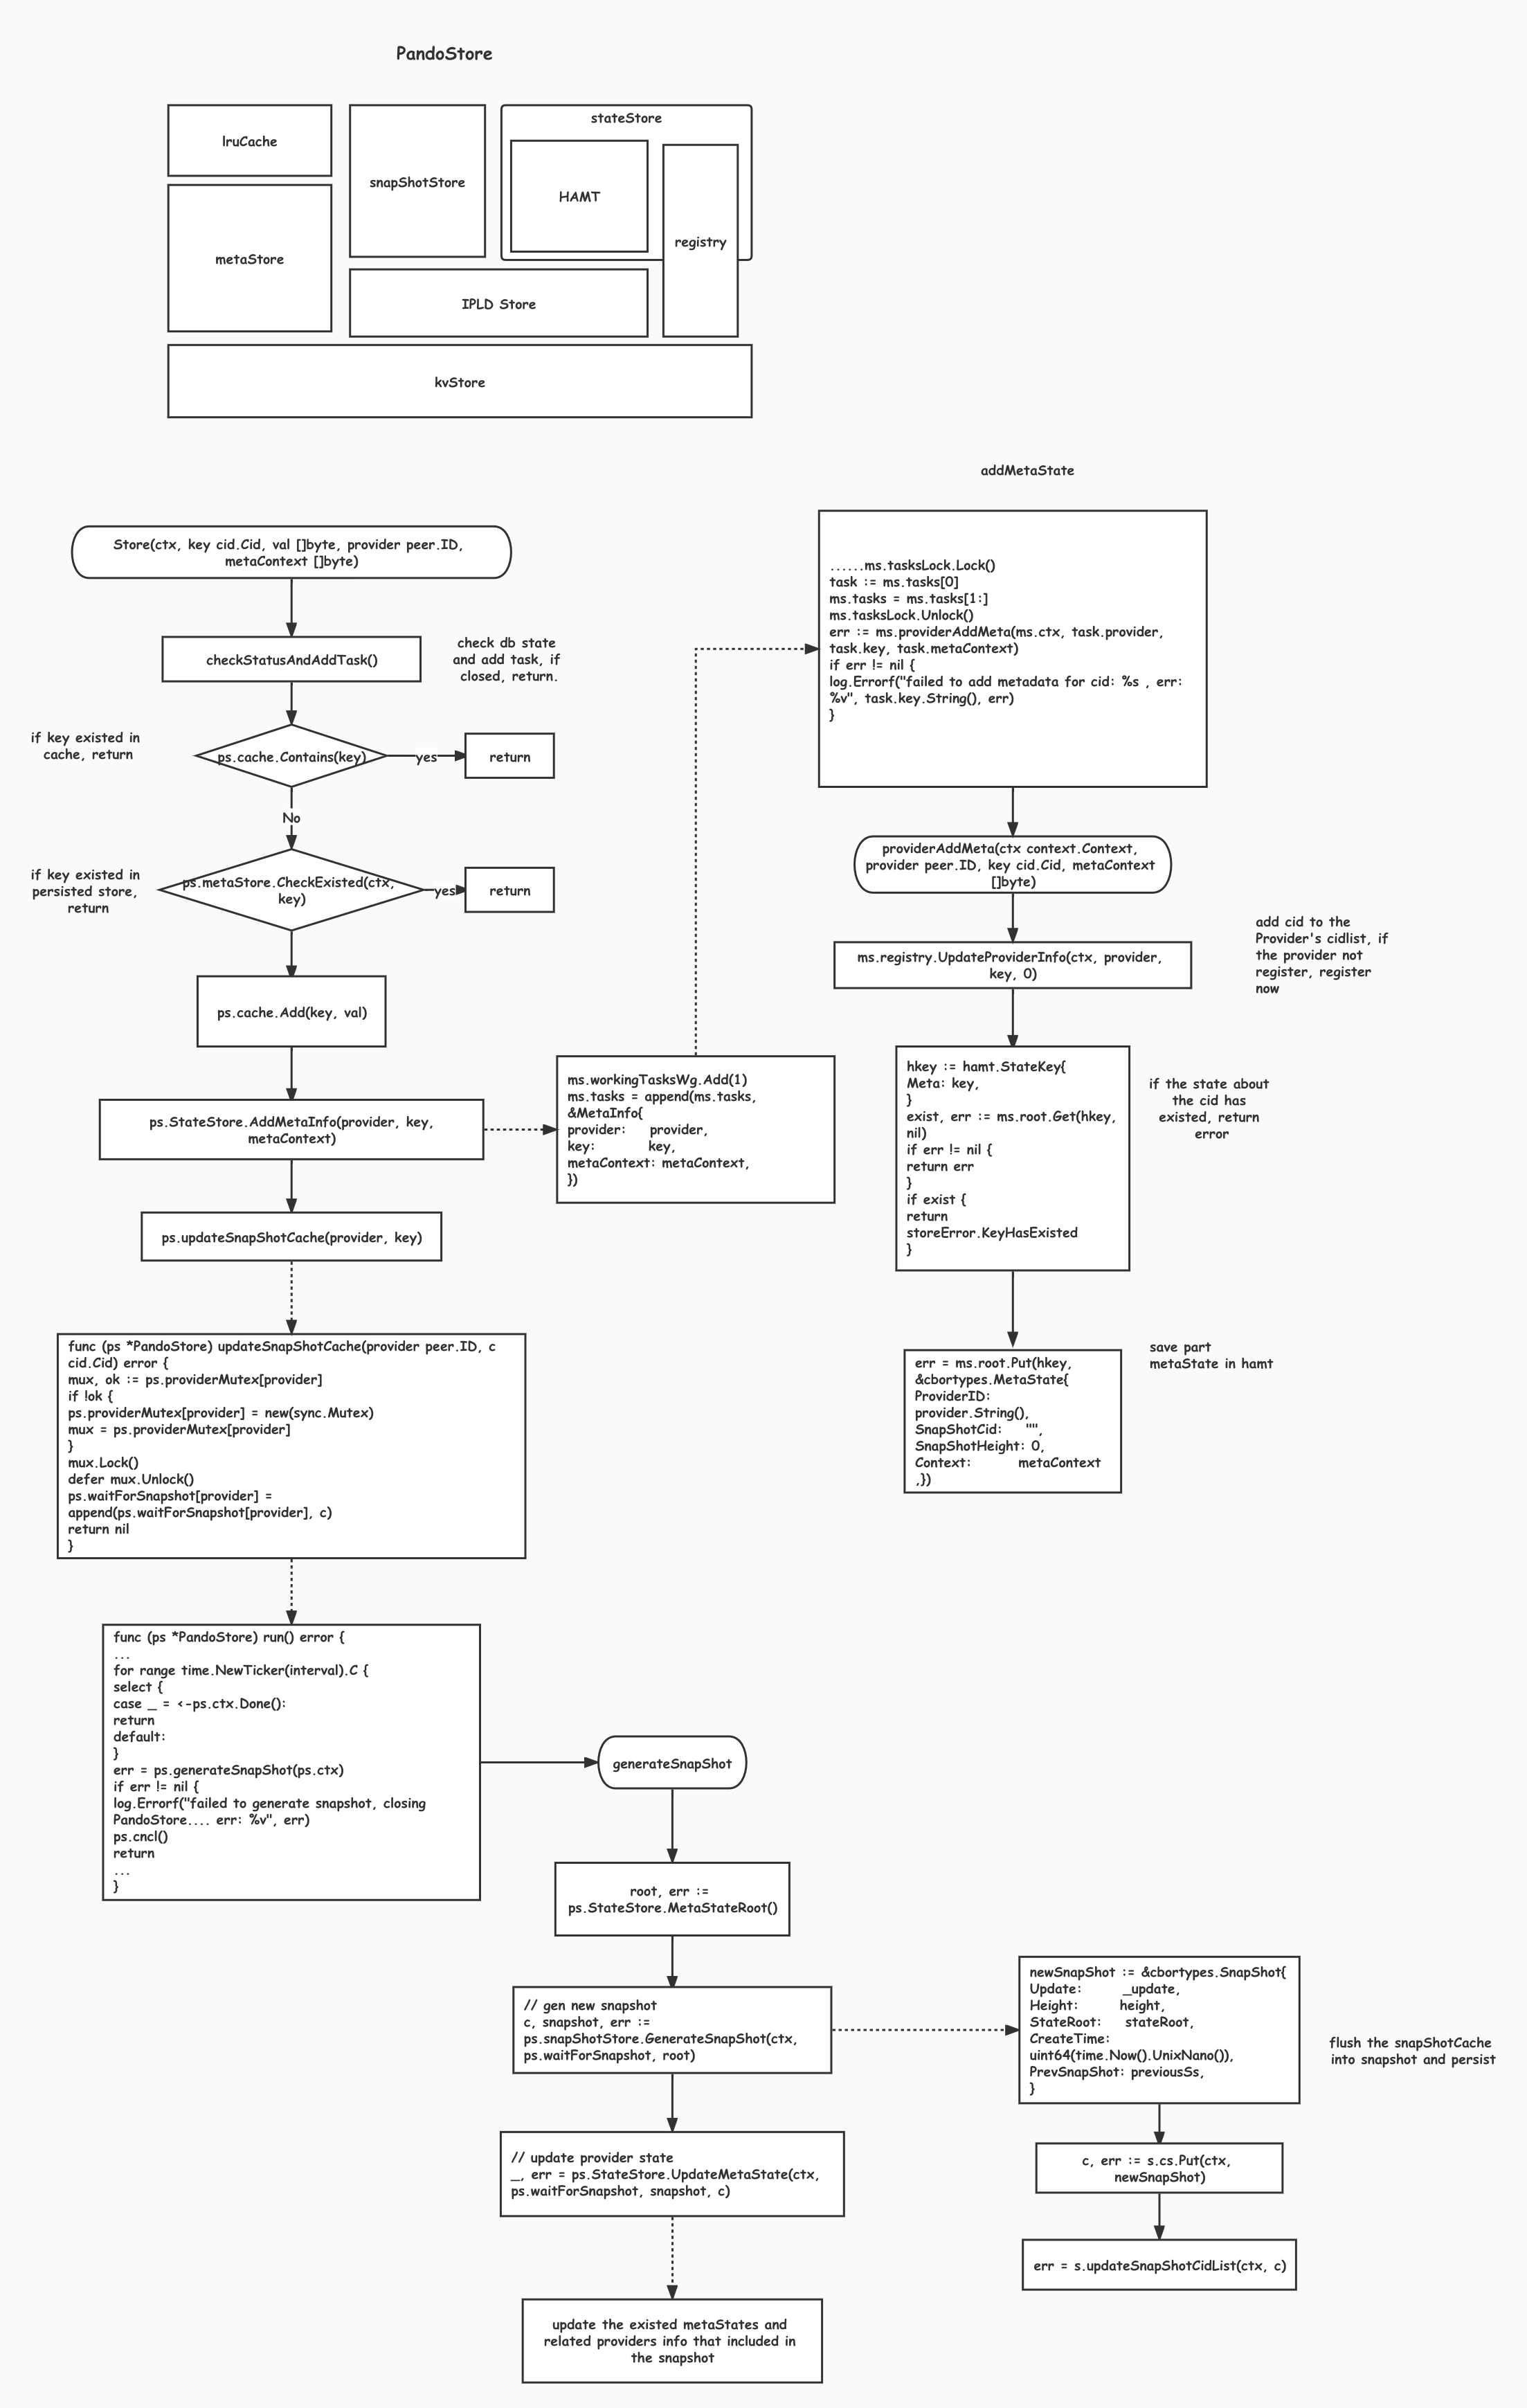 PandoStore
lruCache
snapShotStore
stateStore
HAMT
registry
metaStore
IPLD Store
kvStore
addMetaState
Store(ctx, key cid.Cid, val []byte, provider peer.ID,
metaContext []byte)
checkStatusAndAddTask()
check db state
and add task, if
closed, return.
if key existed in
cache, return
ps.cache.Contains(key)
yes
return
No
if key existed in
persisted store,
return
ps.metaStore.CheckExisted(ctx,
key)
yes
return
ps.cache.Add(key, val)
ps.StateStore.AddMetaInfo(provider, key,
metaContext)
ms.workingTasksWg.Add(1)
ms.tasks = append(ms.tasks,
&MetaInfo{
provider: provider,
key: key,
metaContext: metaContext,
})
ps.updateSnapShotCache(provider, key)
func (ps *PandoStore) updateSnapShotCache(provider peer.ID, c
cid.Cid) error {
mux, ok := ps.providerMutex[provider]
if !ok {
ps.providerMutex[provider] = new(sync.Mutex)
mux = ps.providerMutex[provider]
}
mux.Lock()
defer mux.Unlock()
ps.waitForSnapshot[provider] =
append(ps.waitForSnapshot[provider], c)
return nil
}
func (ps *PandoStore) run() error {
...
for range time.NewTicker(interval).C {
select {
case _ = <-ps.ctx.Done():
return
default:
}
err = ps.generateSnapShot(ps.ctx)
if err != nil {
log.Errorf("failed to generate snapshot, closing
PandoStore.... err: %v", err)
ps.cncl()
return
...
}
......ms.tasksLock.Lock()
task := ms.tasks[0]
ms.tasks = ms.tasks[1:]
ms.tasksLock.Unlock()
err := ms.providerAddMeta(ms.ctx, task.provider,
task.key, task.metaContext)
if err != nil {
log.Errorf("failed to add metadata for cid: %s , err:
%v", task.key.String(), err)
}
providerAddMeta(ctx context.Context,
provider peer.ID, key cid.Cid, metaContext
[]byte)
ms.registry.UpdateProviderInfo(ctx, provider,
key, 0)
add cid to the
Provider's cidlist, if
the provider not
register, register
now
hkey := hamt.StateKey{
Meta: key,
}
exist, err := ms.root.Get(hkey,
nil)
if err != nil {
return err
}
if exist {
return
storeError.KeyHasExisted
}
if the state about
the cid has
existed, return
error
err = ms.root.Put(hkey,
&cbortypes.MetaState{
ProviderID:
provider.String(),
SnapShotCid: "",
SnapShotHeight: 0,
Context: metaContext
,})
save part
metaState in hamt
generateSnapShot
root, err :=
ps.StateStore.MetaStateRoot()
// gen new snapshot
c, snapshot, err :=
ps.snapShotStore.GenerateSnapShot(ctx,
ps.waitForSnapshot, root)
newSnapShot := &cbortypes.SnapShot{
Update: _update,
Height: height,
StateRoot: stateRoot,
CreateTime:
uint64(time.Now().UnixNano()),
PrevSnapShot: previousSs,
}
flush the snapShotCache
into snapshot and persist
c, err := s.cs.Put(ctx,
newSnapShot)
err = s.updateSnapShotCidList(ctx, c)
// update provider state
_, err = ps.StateStore.UpdateMetaState(ctx,
ps.waitForSnapshot, snapshot, c)
update the existed metaStates and
related providers info that included in
the snapshot